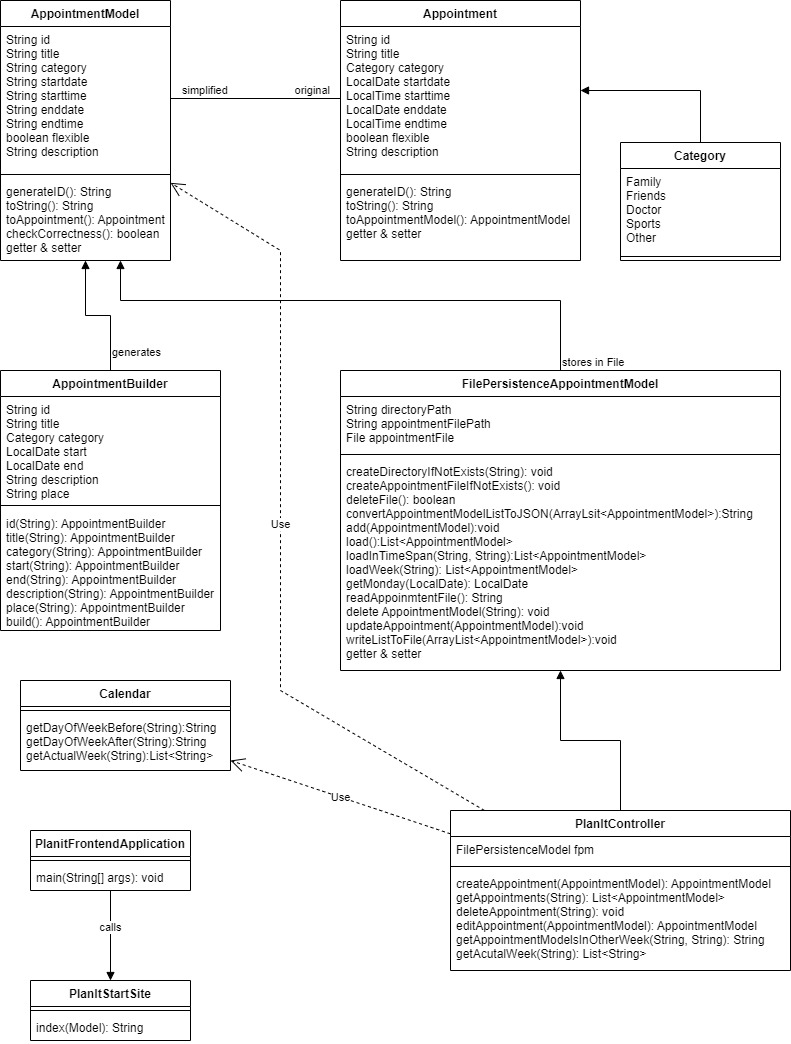 AppointmentModel
String id
String title
String category
String startdate
String starttime
String enddate
String endtime
boolean flexible
String description
generateID(): String
toString(): String
toAppointment(): Appointment
checkCorrectness(): boolean
getter & setter
simplified
original
Appointment
String id
String title
Category category
LocalDate startdate
LocalTime starttime
LocalDate enddate
LocalTime endtime
boolean flexible
String description
generateID(): String
toString(): String
toAppointmentModel(): AppointmentModel
getter & setter
Category
Family
Friends
Doctor
Sports
Other
generates
stores in File
AppointmentBuilder
String id
String title
Category category
LocalDate start
LocalDate end
String description
String place
id(String): AppointmentBuilder
title(String): AppointmentBuilder
category(String): AppointmentBuilder
start(String): AppointmentBuilder
end(String): AppointmentBuilder
description(String): AppointmentBuilder
place(String): AppointmentBuilder
build(): AppointmentBuilder
Use
FilePersistenceAppointmentModel
String directoryPath
String appointmentFilePath
File appointmentFile
createDirectoryIfNotExists(String): void
createAppointmentFileIfNotExists(): void
deleteFile(): boolean
convertAppointmentModelListToJSON(ArrayLsit<AppointmentModel>):String
add(AppointmentModel):void
load():List<AppointmentModel>
loadInTimeSpan(String, String):List<AppointmentModel>
loadWeek(String): List<AppointmentModel>
getMonday(LocalDate): LocalDate
readAppoinmtentFile(): String
delete AppointmentModel(String): void
updateAppointment(AppointmentModel):void
writeListToFile(ArrayList<AppointmentModel>):void
getter & setter
Calendar
getDayOfWeekBefore(String):String
getDayOfWeekAfter(String):String
getActualWeek(String):List<String>
Use
PlanItController
FilePersistenceModel fpm
createAppointment(AppointmentModel): AppointmentModel
getAppointments(String): List<AppointmentModel>
deleteAppointment(String): void
editAppointment(AppointmentModel): AppointmentModel
getAppointmentModelsInOtherWeek(String, String): String
getAcutalWeek(String): List<String>
PlanitFrontendApplication
main(String[] args): void
calls
PlanItStartSite
index(Model): String